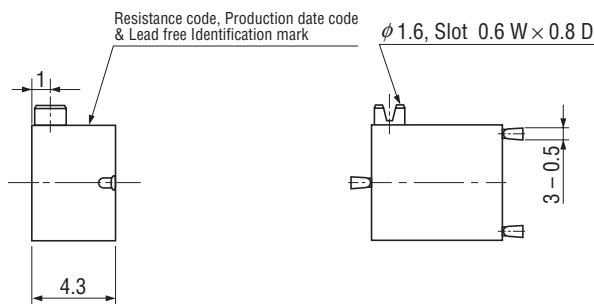 Resistance code, Production date code
& Lead free Identification mark
φ 1.6, Slot 0.6 W × 0.8 D
1
3 – 0.5
4.3